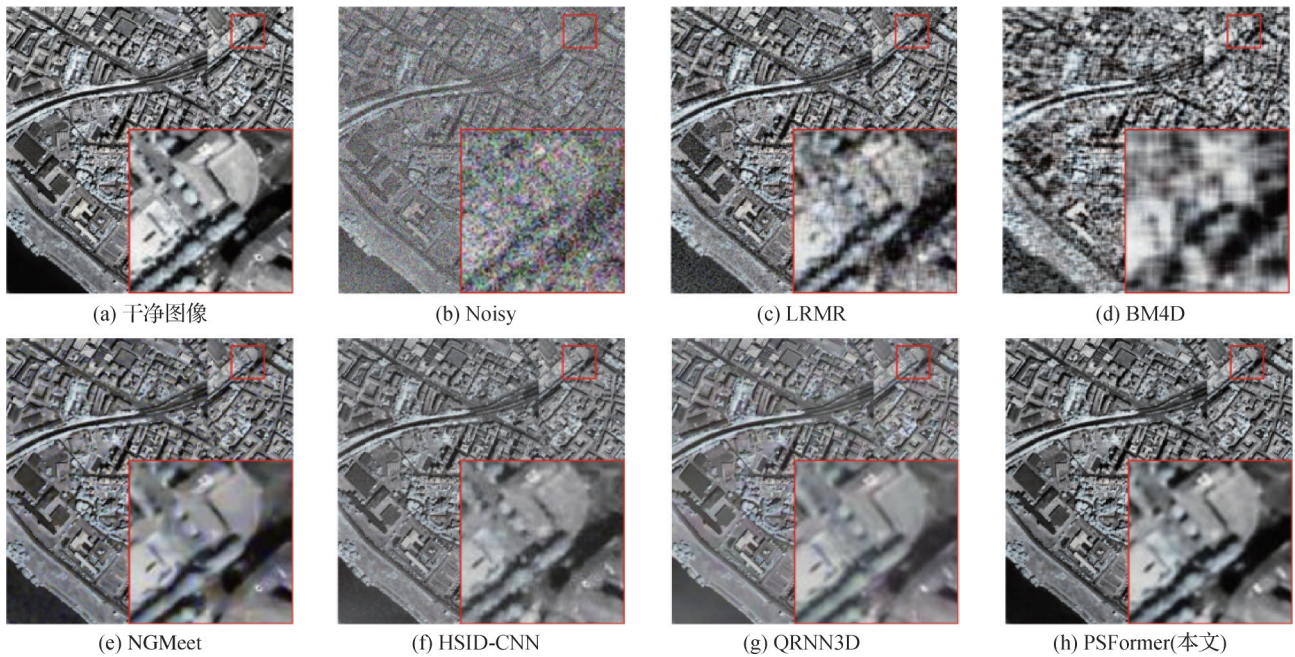 (a) 干净图像
(b) Noisy
(c) LRMR
(d) BM4D
(e) NGMeet
(f) HSID-CNN
(g) QRNN3D
(h) PSFormer(本文)